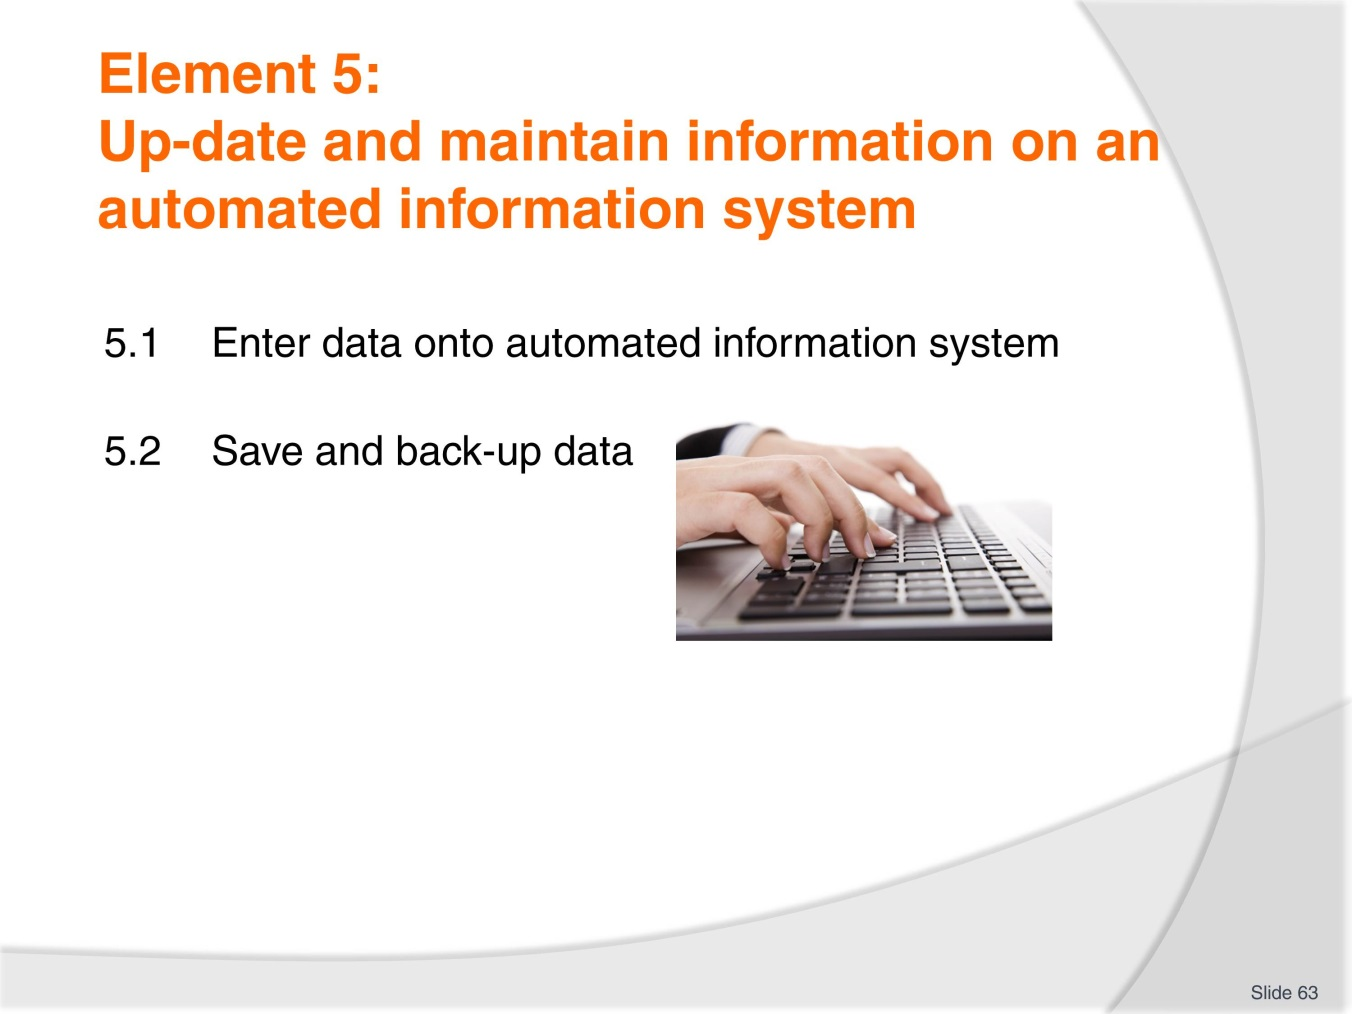 Element 5:
Up-date and maintain information on an
automated information system
5.1 Enter data onto automated information system
5.2 Save and back-up data
Slide 63